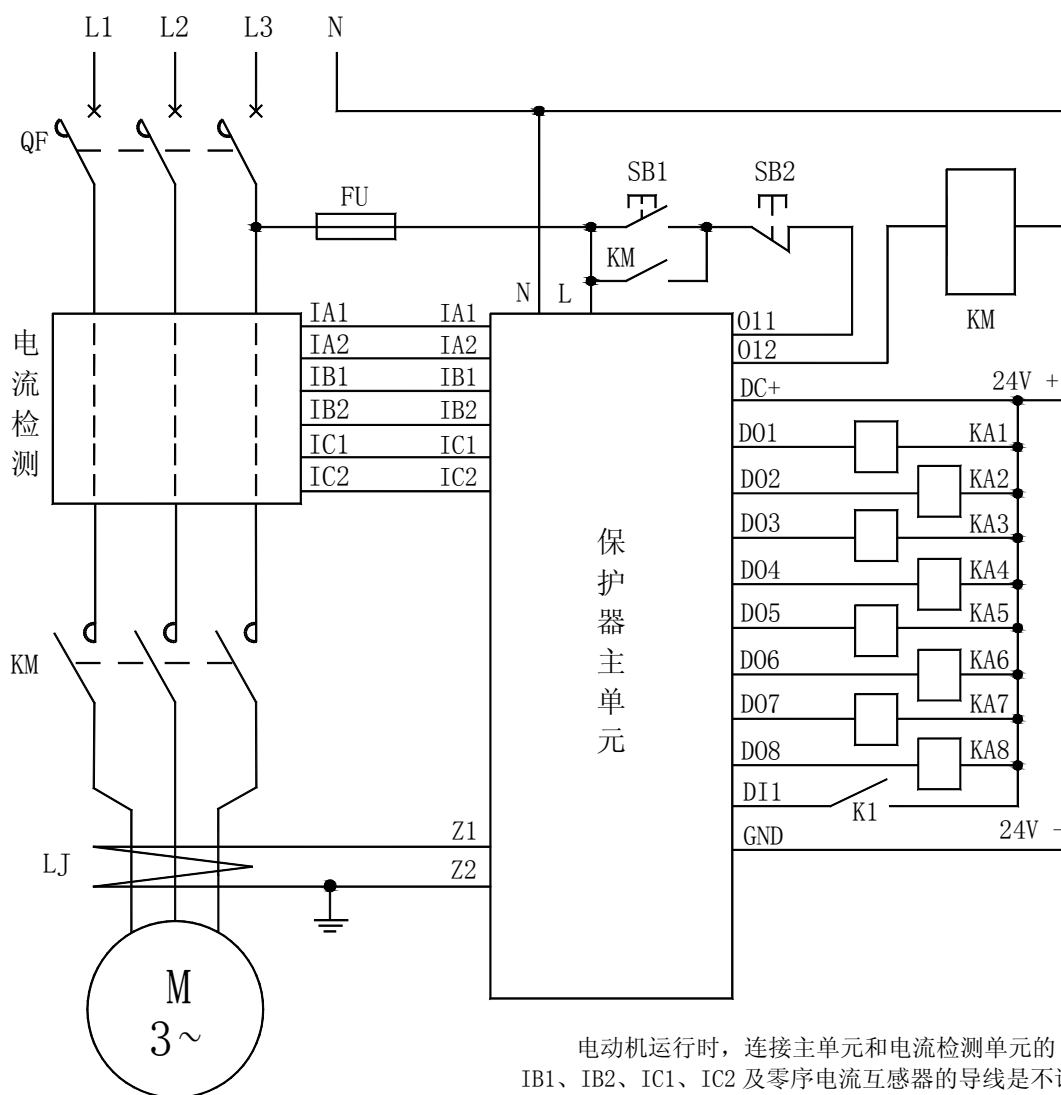 L1 L2 L3 N
QF
FU
SB1 SB2
KM
N L
KM
电流检测
IA1 IA1
IA2 IA2
IB1 IB1
IB2 IB2
IC1 IC1
IC2 IC2
O11
O12
DC+ 24V +
DO1 KA1
DO2 KA2
DO3 KA3
DO4 KA4
DO5 KA5
DO6 KA6
DO7 KA7
DO8 KA8
DI1 K1
GND 24V -
保护器主单元
KM
Z1
LJ Z2
M
3~
电动机运行时，连接主单元和电流检测单元的
IB1、IB2、IC1、IC2及零序电流互感器的导线是不